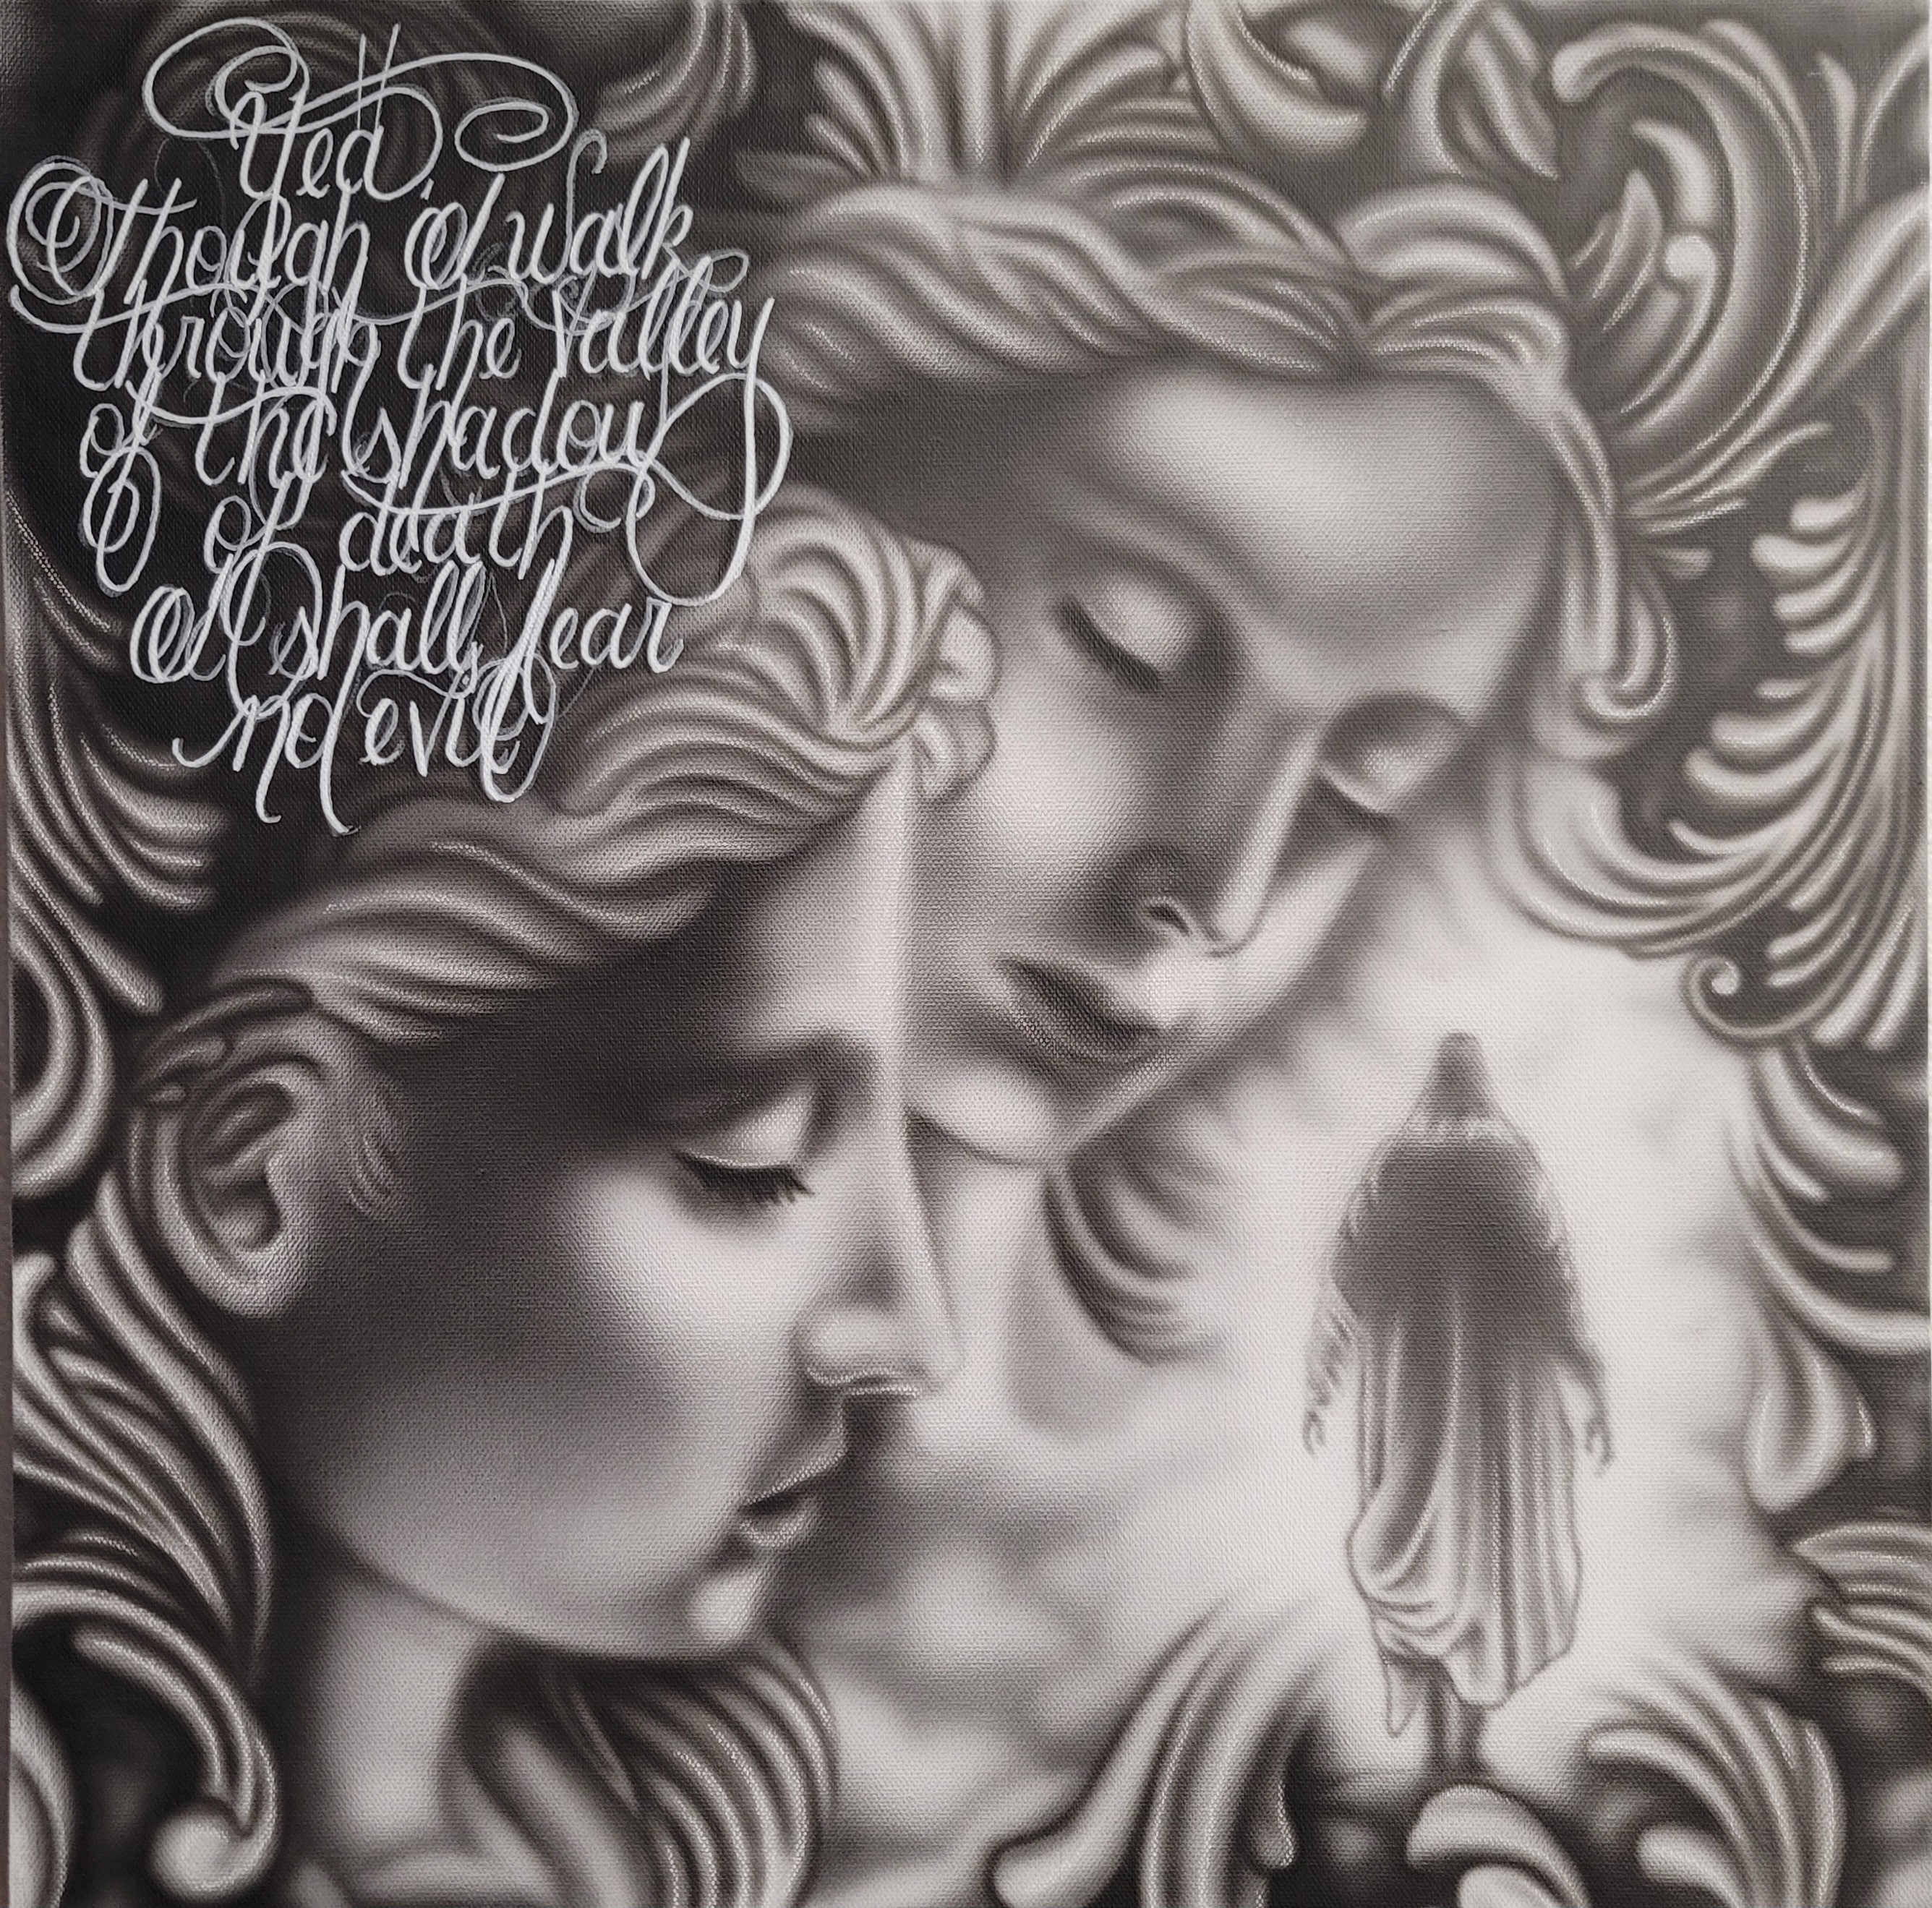 Yea,
Though I walk
through the valley
of the shadow
of death
I shall fear
no evil